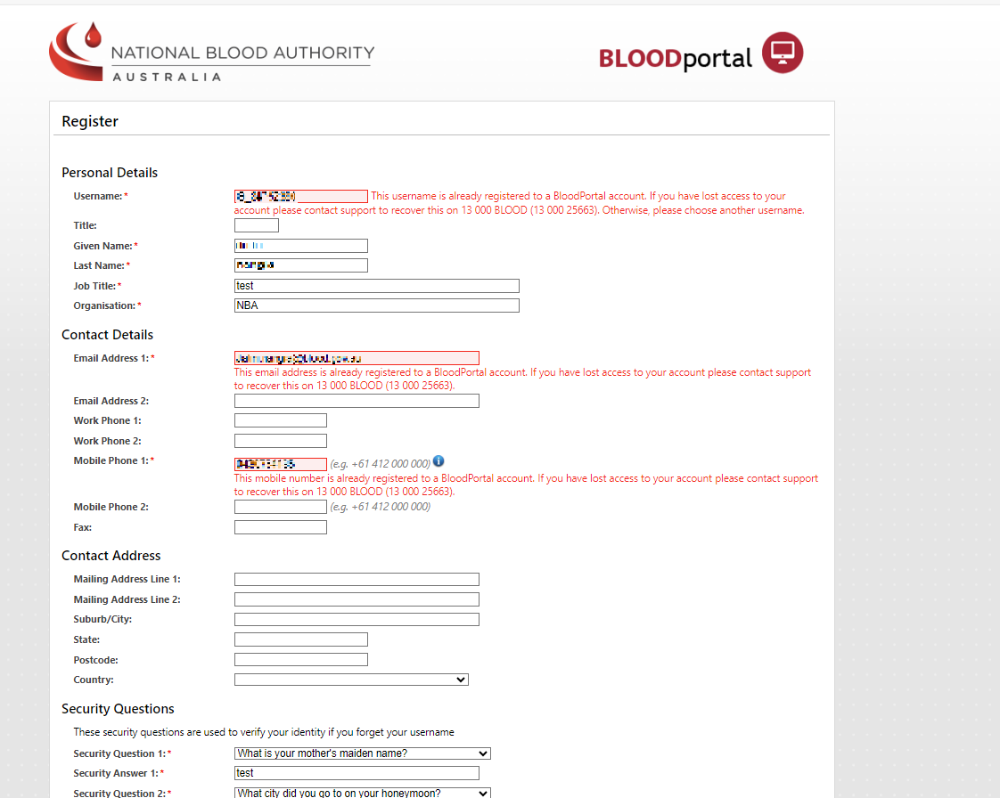 NATIONAL BLOOD AUTHORITY
AUSTRALIA
BLOODportal
Register
Personal Details
Username:* This username is already registered to a BloodPortal account. If you have lost access to your
account please contact support to recover this on 13 000 BLOOD (13 000 25663). Otherwise, please choose another username.
Title:
Given Name:*
Last Name:*
Job Title:* test
Organisation:* NBA
Contact Details
Email Address 1:*
This email address is already registered to a BloodPortal account. If you have lost access to your account please contact support
to recover this on 13 000 BLOOD (13 000 25663).
Email Address 2:
Work Phone 1:
Work Phone 2:
Mobile Phone 1:* (e.g. +61 412 000 000) i
This mobile number is already registered to a BloodPortal account. If you have lost access to your account please contact support
to recover this on 13 000 BLOOD (13 000 25663).
Mobile Phone 2: (e.g. +61 412 000 000)
Fax:
Contact Address
Mailing Address Line 1:
Mailing Address Line 2:
Suburb/City:
State:
Postcode:
Country:
Security Questions
These security questions are used to verify your identity if you forget your username
Security Question 1:* What is your mother's maiden name?
Security Answer 1:* test
Security Question 2:* What city did you go to on your honeymoon?